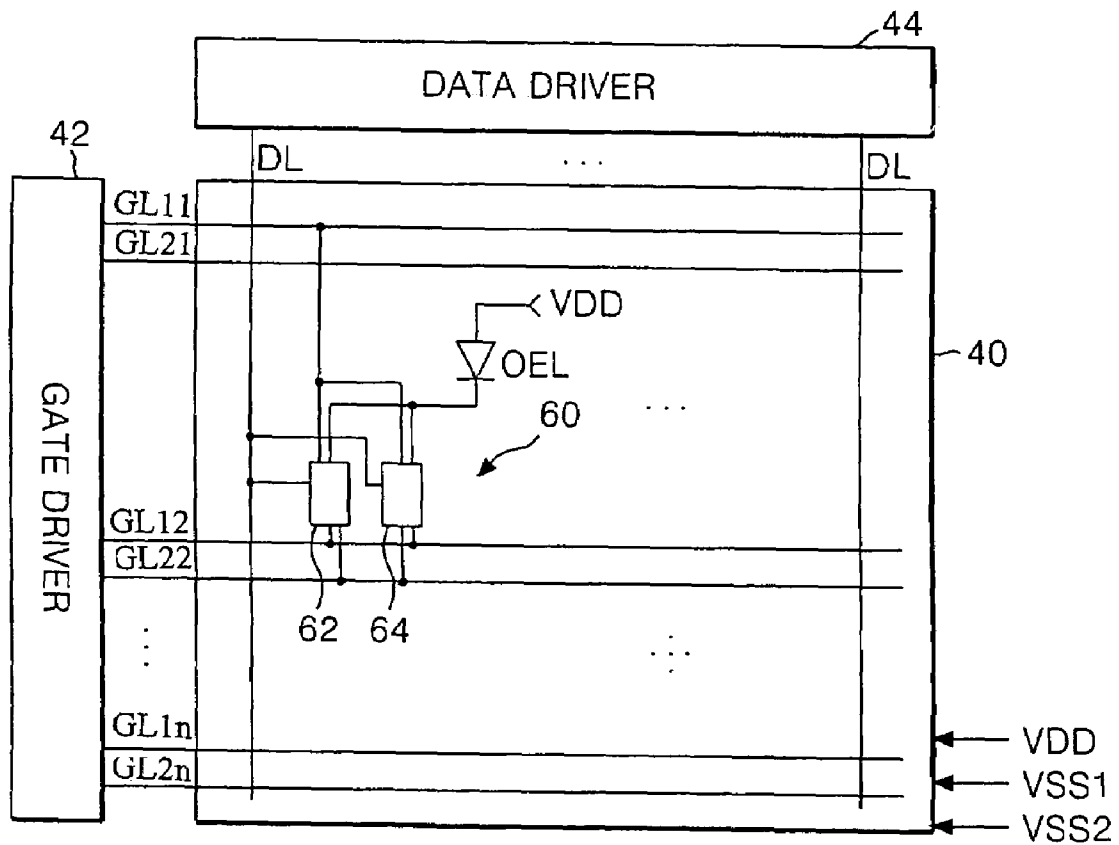 44
DATA DRIVER
42
DL
. . .
DL
GL11
GL21
VDD
OEL
40
. . .
60
GATE DRIVER
GL12
GL22
62
64
GL1n
GL2n
VDD
VSS1
VSS2